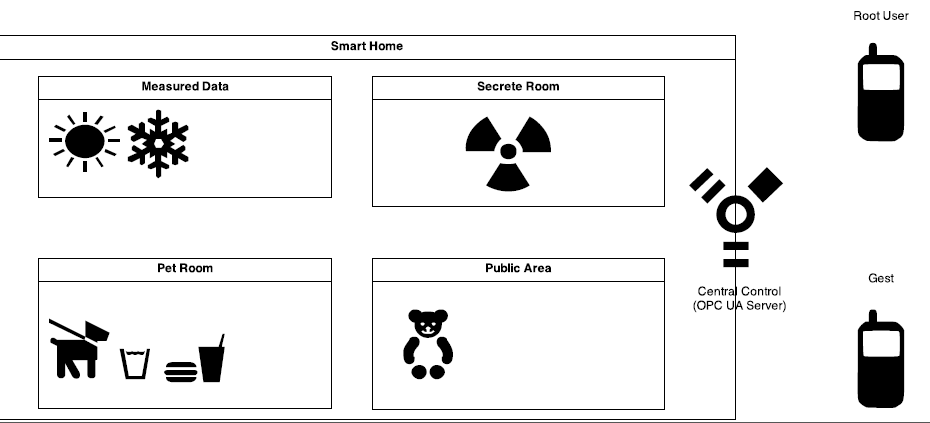 Root User
Smart Home
Measured Data
Secrete Room
Pet Room
Public Area
Gest
Central Control
(OPC UA Server)